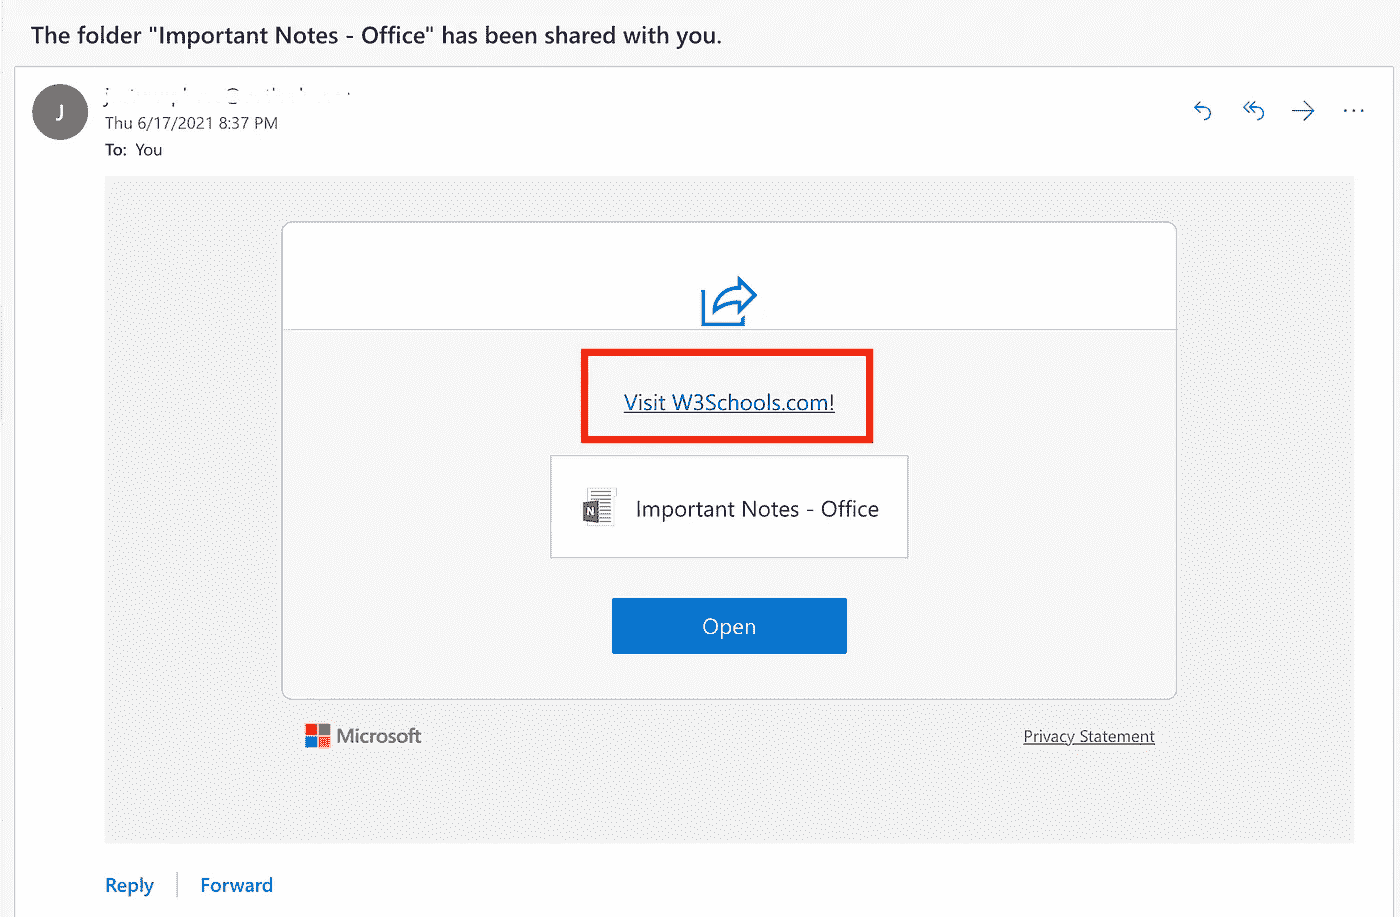 The folder "Important Notes - Office" has been shared with you.
J
Thu 6/17/2021 8:37 PM
To: You
Visit W3Schools.com!
N
Important Notes - Office
Open
Microsoft
Privacy Statement
Reply
Forward